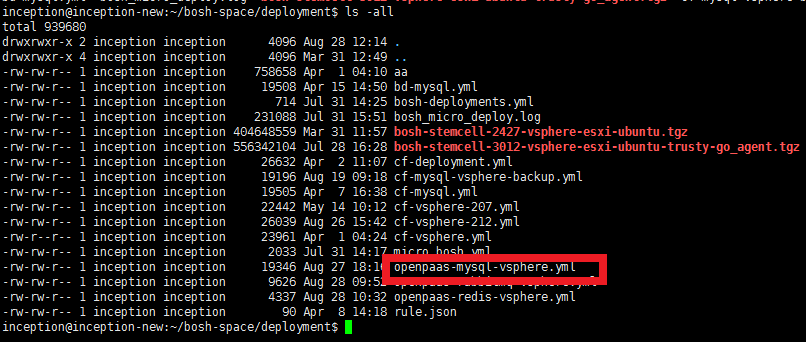 inception@inception-new:~/bosh-space/deployment$ ls -all
total 939680
drwxrwxr-x 2 inception inception      4096 Aug 28 12:14 .
drwxrwxr-x 4 inception inception      4096 Mar 31 12:49 ..
-rw-rw-r-- 1 inception inception    758658 Apr  1 04:10 aa
-rw-rw-r-- 1 inception inception     19508 Apr 15 14:50 bd-mysql.yml
-rw-rw-r-- 1 inception inception       714 Jul 31 14:25 bosh-deployments.yml
-rw-rw-r-- 1 inception inception    231088 Jul 31 15:51 bosh_micro_deploy.log
-rw-rw-r-- 1 inception inception 404648559 Mar 31 11:57 bosh-stemcell-2427-vsphere-esxi-ubuntu.tgz
-rw-rw-r-- 1 inception inception 556342104 Jul 28 16:28 bosh-stemcell-3012-vsphere-esxi-ubuntu-trusty-go_agent.tgz
-rw-rw-r-- 1 inception inception     26632 Apr  2 11:07 cf-deployment.yml
-rw-rw-r-- 1 inception inception     19196 Aug 19 09:18 cf-mysql-vsphere-backup.yml
-rw-rw-r-- 1 inception inception     19505 Apr  7 16:38 cf-mysql.yml
-rw-rw-r-- 1 inception inception     22442 May 14 10:12 cf-vsphere-207.yml
-rw-rw-r-- 1 inception inception     26039 Aug 26 15:42 cf-vsphere-212.yml
-rw-r--r-- 1 inception inception     23961 Apr  1 04:24 cf-vsphere.yml
-rw-rw-r-- 1 inception inception      2033 Jul 31 14:17 micro_bosh.yml
-rw-rw-r-- 1 inception inception     19346 Aug 27 18:16 openpaas-mysql-vsphere.yml
-rw-rw-r-- 1 inception inception      9626 Aug 28
-rw-rw-r-- 1 inception inception      4337 Aug 28 10:32 openpaas-redis-vsphere.yml
-rw-rw-r-- 1 inception inception        90 Apr  8 14:18 rule.json
inception@inception-new:~/bosh-space/deployment$